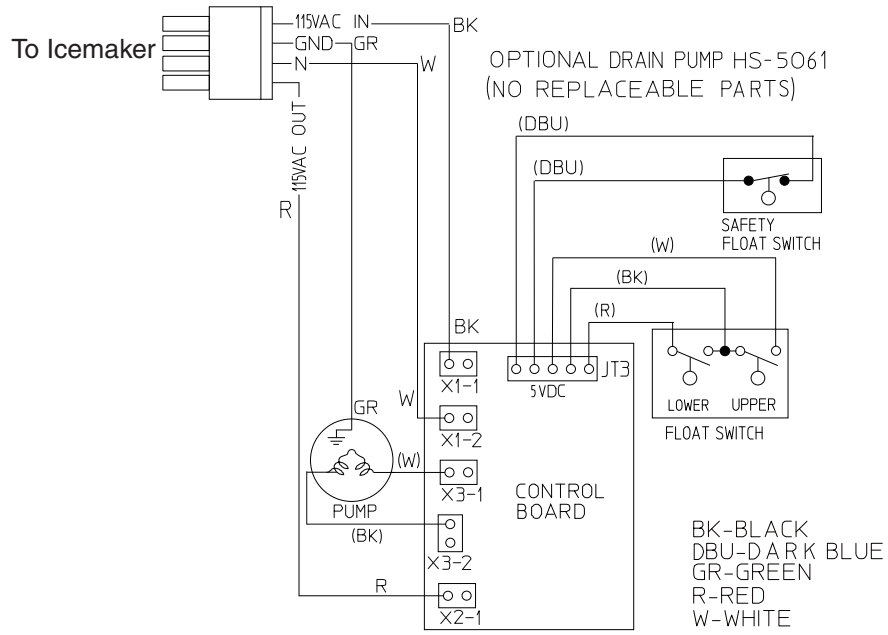 115VAC IN
BK
To Icemaker
GND
GR
N
W
OPTIONAL DRAIN PUMP HS-5061
(NO REPLACEABLE PARTS)
115VAC OUT
R
(DBU)
(DBU)
SAFETY
FLOAT SWITCH
(W)
(BK)
(R)
BK
JT3
5VDC
X1-1
LOWER UPPER
FLOAT SWITCH
W
GR
X1-2
(W)
X3-1
PUMP
CONTROL
BOARD
(BK)
X3-2
R
X2-1
BK-BLACK
DBU-DARK BLUE
GR-GREEN
R-RED
W-WHITE